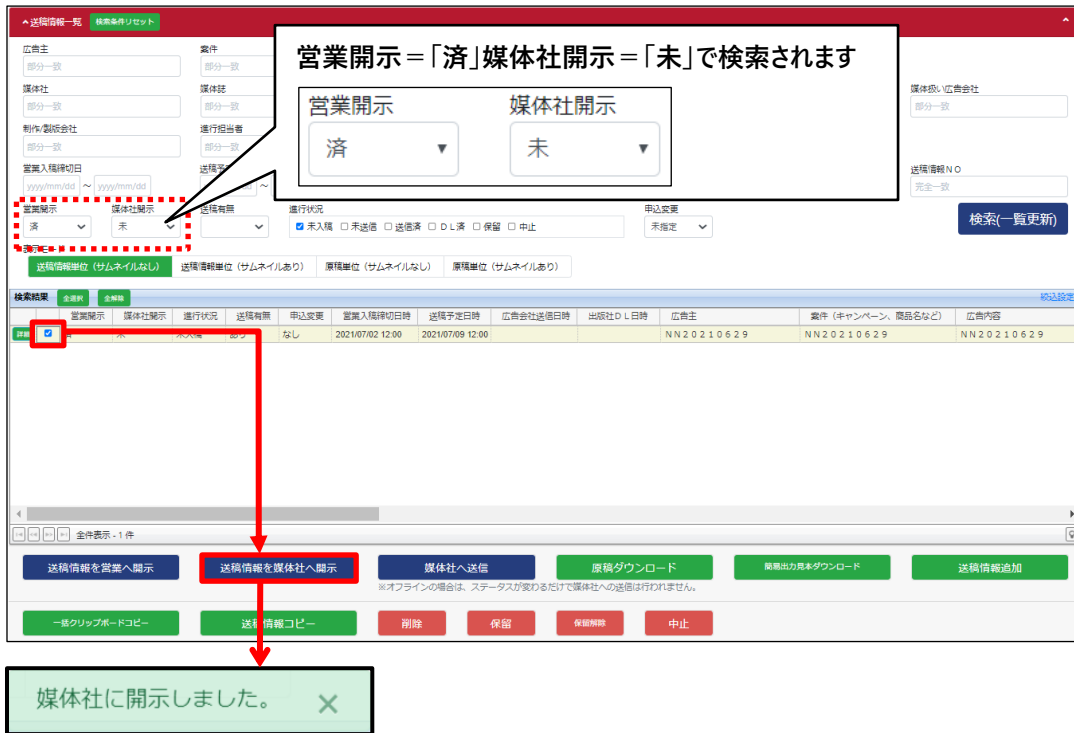 送稿情報一覧 検索条件リセット
営業開示＝「済」媒体社開示＝「未」で検索されます
営業開示 媒体社開示
済 未
広告主 案件
部分一致 部分一致
媒体社 媒体誌 媒体扱い広告会社
部分一致 部分一致 部分一致
制作/製版会社 進行担当者
部分一致 部分一致
営業入稿締切日 送稿予 送稿情報ＮＯ
yyyy/mm/dd ～ yyyy/mm/dd ～ 完全一致
営業開示 媒体社開示 送稿有無 進行状況 申込変更
済 未 未入稿 未送信 送信済 ＤＬ済 保留 中止 未指定 検索(一覧更新)
表示モード
送稿情報単位（サムネイルなし） 送稿情報単位（サムネイルあり） 原稿単位（サムネイルなし） 原稿単位（サムネイルあり）
検索結果 全選択 全解除 絞込設定
営業開示 媒体社開示 進行状況 送稿有無 申込変更 営業入稿締切日時 送稿予定日時 広告会社送信日時 出版社ＤＬ日時 広告主 案件（キャンペーン、商品名など） 広告内容
詳細 未 未入稿 あり なし 2021/07/02 12:00 2021/07/09 12:00 ＮＮ２０２１０６２９ ＮＮ２０２１０６２９ ＮＮ２０２１０６２９
全件表示 - 1 件
送稿情報を営業へ開示 送稿情報を媒体社へ開示 媒体社へ送信 原稿ダウンロード 簡易出力見本ダウンロード 送稿情報追加
※オフラインの場合は、ステータスが変わるだけで媒体社への送信は行われません。
一括クリップボードコピー 送稿情報コピー 削除 保留 保留解除 中止
媒体社に開示しました。 ×